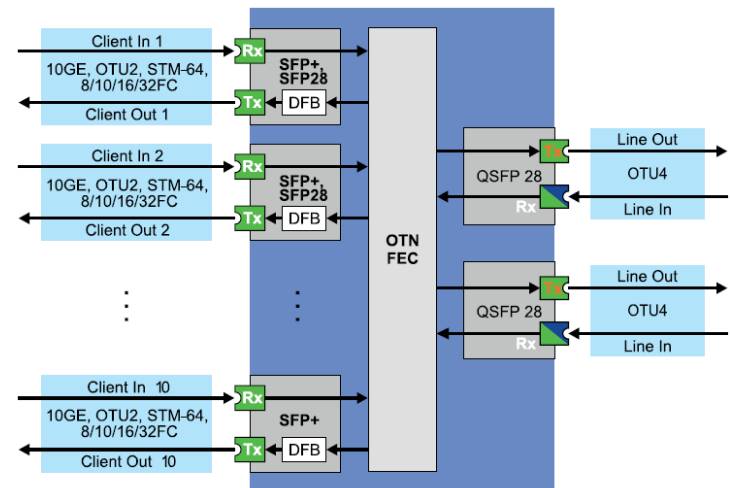 Client In 1
10GE, OTU2, STM-64,
8/10/16/32FC
Client Out 1
Rx
SFP+,
SFP28
Tx
DFB
Client In 2
10GE, OTU2, STM-64,
8/10/16/32FC
Client Out 2
Rx
SFP+,
SFP28
Tx
DFB
Client In 10
10GE, OTU2, STM-64,
8/10/16/32FC
Client Out 10
Rx
SFP+
Tx
DFB
OTN
FEC
QSFP 28
Tx
Rx
Line Out
OTU4
Line In
QSFP 28
Tx
Rx
Line Out
OTU4
Line In